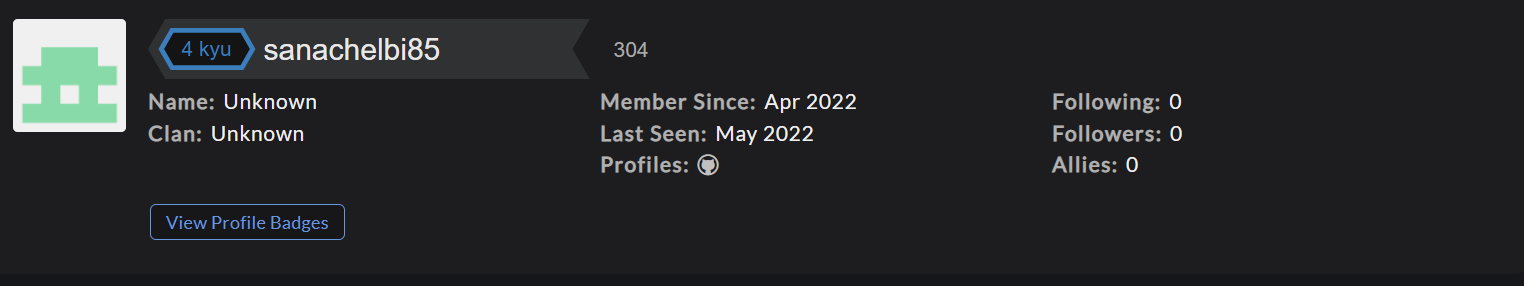 4 kyu sanachelbi85 304
Name: Unknown Member Since: Apr 2022 Following: 0
Clan: Unknown Last Seen: May 2022 Followers: 0
Profiles: Allies: 0
View Profile Badges